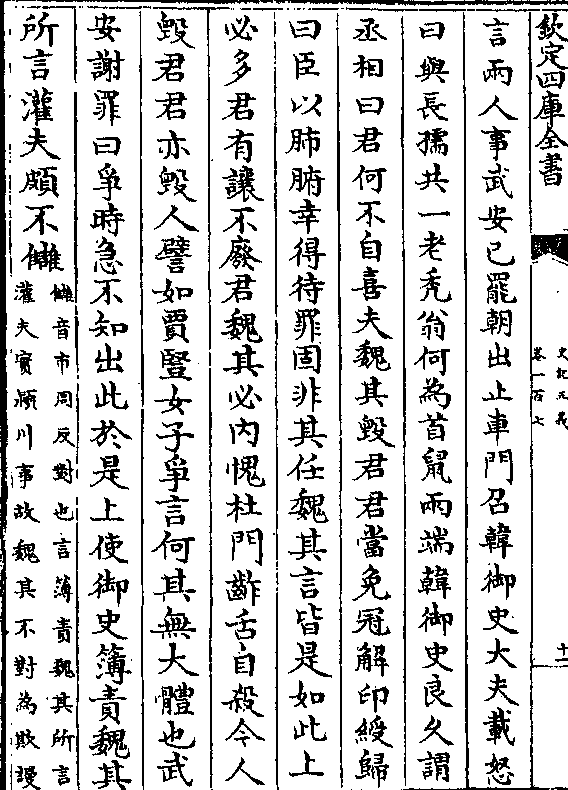 欽定四庫全書
史記正義
卷一百七
十二
言兩人事武安已罷朝出止車門召韓御史大夫載怒
曰與長孺共一老秃翁何為首鼠兩端韓御史良久謂
丞相曰君何不自喜夫魏其毀君君當免冠解印綬歸
曰臣以肺腑幸得待罪固非其任魏其言皆是如此上
必多君有讓不廢君魏其必内愧杜門齰舌自殺今人
毀君君亦毀人譬如賈豎女子爭言何其無大體也武
安謝罪曰爭時急不知出此於是上使御史簿責魏其
所言灌夫頗不讎
讎音市周反對也言簿責魏其所言
灌夫實潁川事故魏其不對為欺謾